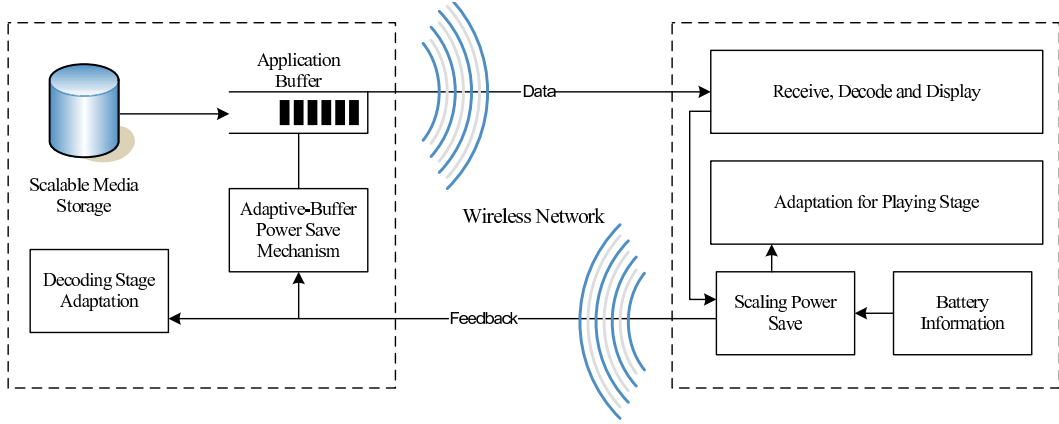 Application
Buffer
Data
Receive, Decode and Display
Scalable Media
Storage
Adaptive-Buffer
Power Save
Mechanism
Wireless Network
Adaptation for Playing Stage
Decoding Stage
Adaptation
Feedback
Scaling Power
Save
Battery
Information